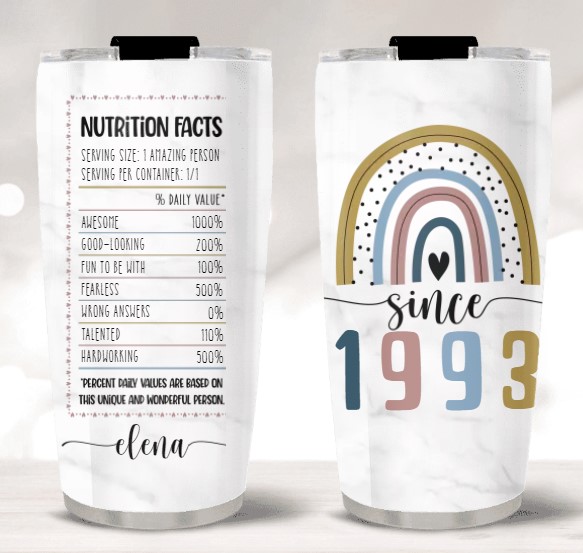 NUTRITION FACTS
SERVING SIZE: 1 AMAZING PERSON
SERVING PER CONTAINER: 1/1
% DAILY VALUE*
AWESOME 1000%
GOOD-LOOKING 200%
FUN TO BE WITH 100%
FEARLESS 500%
WRONG ANSWERS 0%
TALENTED 110%
HARDWORKING 500%
*PERCENT DAILY VALUES ARE BASED ON
THIS UNIQUE AND WONDERFUL PERSON.
elena
since
1993